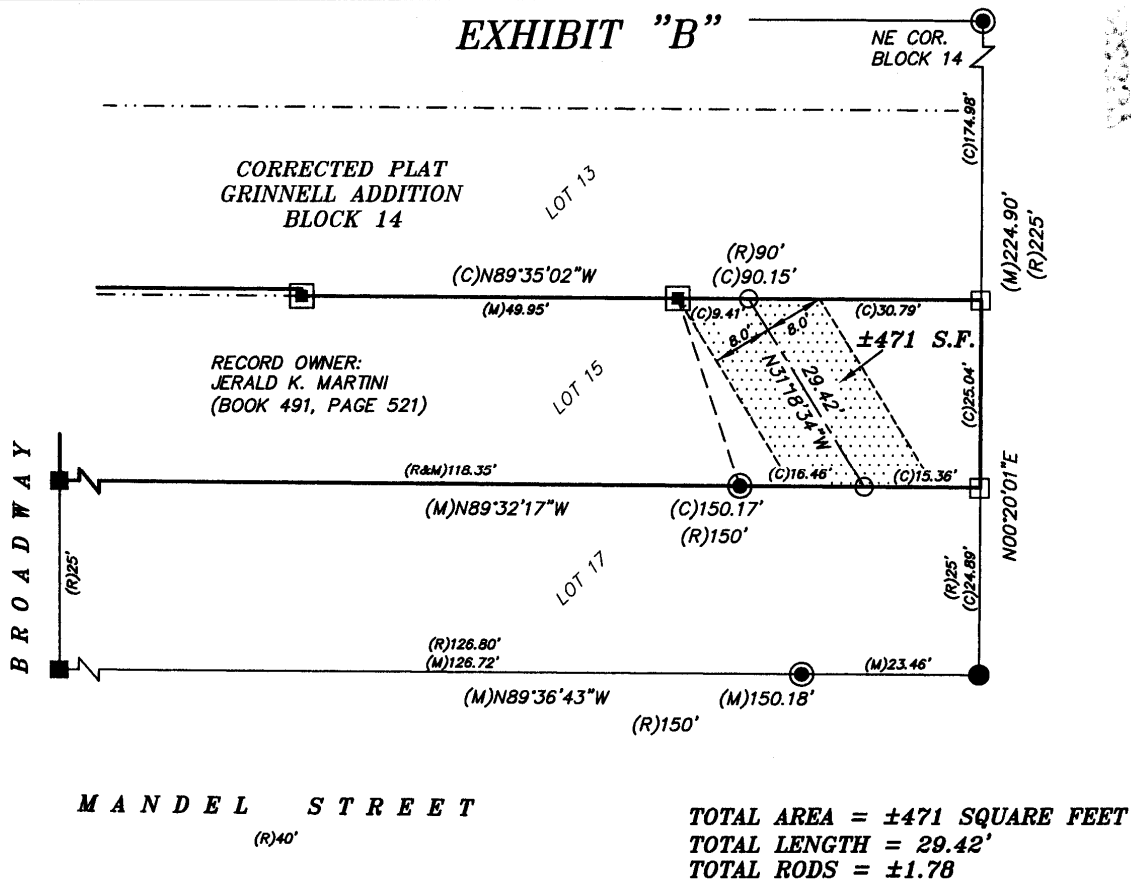 EXHIBIT "B"
NE COR.
BLOCK 14
(C)174.98'
CORRECTED PLAT
GRINNELL ADDITION
BLOCK 14
LOT 13
(M)224.90'
(R)225'
(R)90'
(C)90.15'
(C)N89°35'02"W
(M)49.95'
(C)9.41'
(C)30.79'
8.0'
8.0'
±471 S.F.
RECORD OWNER:
JERALD K. MARTINI
(BOOK 491, PAGE 521)
LOT 15
29.42'
N31°18'34"W
(C)25.04'
(R&M)118.35'
(C)16.46'
(C)15.36'
(M)N89°32'17"W
(C)150.17'
(R)150'
N00°20'01"E
BROADWAY
(R)25'
LOT 17
(R)25'
(C)24.89'
(R)126.80'
(M)126.72'
(M)23.46'
(M)N89°36'43"W
(M)150.18'
(R)150'
MANDEL STREET
(R)40'
TOTAL AREA = ±471 SQUARE FEET
TOTAL LENGTH = 29.42'
TOTAL RODS = ±1.78